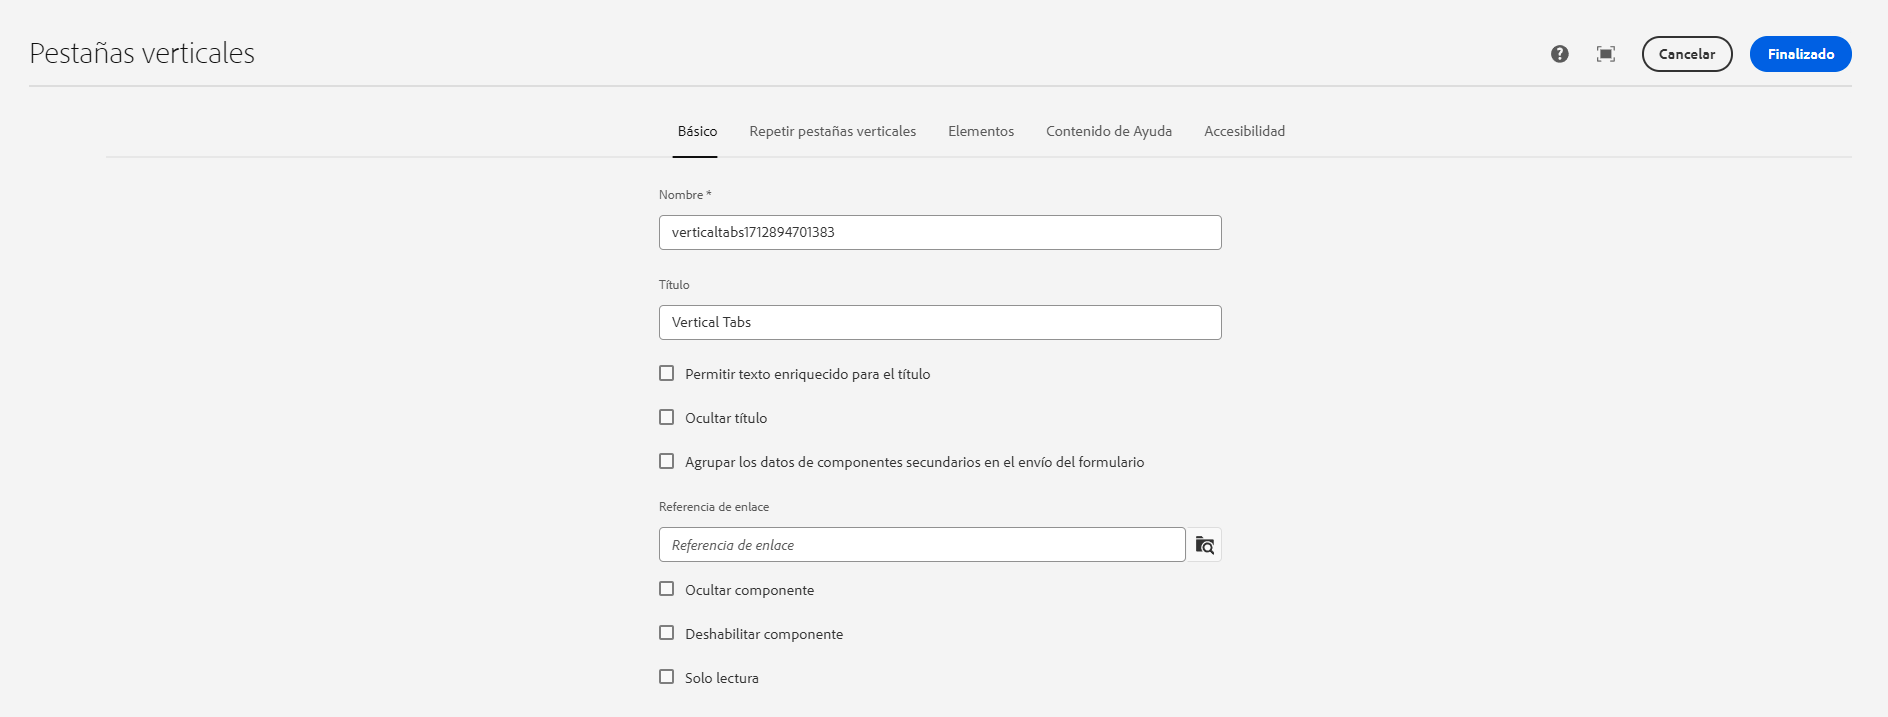 Pestañas verticales
Cancelar
Finalizado
Básico
Repetir pestañas verticales
Elementos
Contenido de Ayuda
Accesibilidad
Nombre *
verticaltabs1712894701383
Título
Vertical Tabs
Permitir texto enriquecido para el título
Ocultar título
Agrupar los datos de componentes secundarios en el envío del formulario
Referencia de enlace
Referencia de enlace
Ocultar componente
Deshabilitar componente
Solo lectura